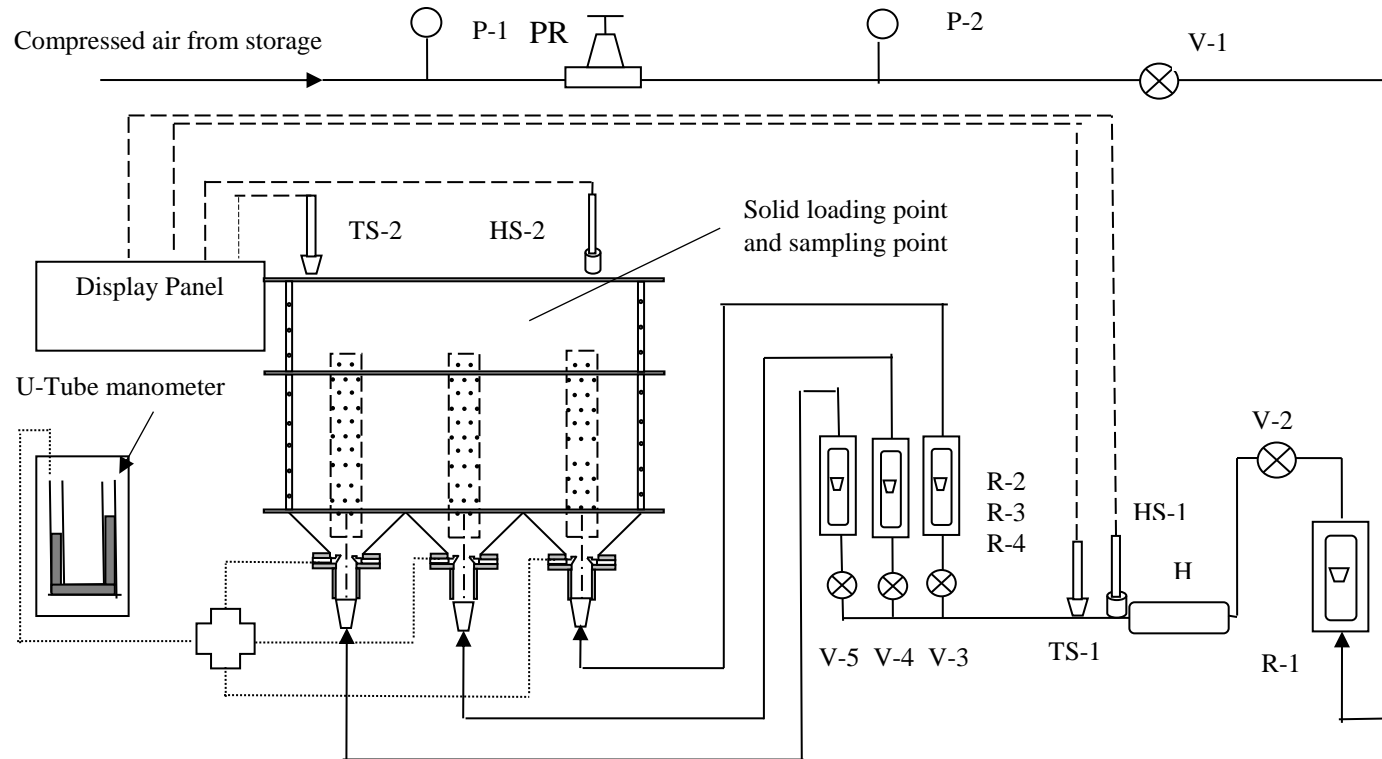 P-1
PR
P-2
Compressed air from storage
V-1
Solid loading point
and sampling point
TS-2
HS-2
Display Panel
U-Tube manometer
V-2
R-2
R-3
R-4
HS-1
H
V-5
V-4
V-3
TS-1
R-1